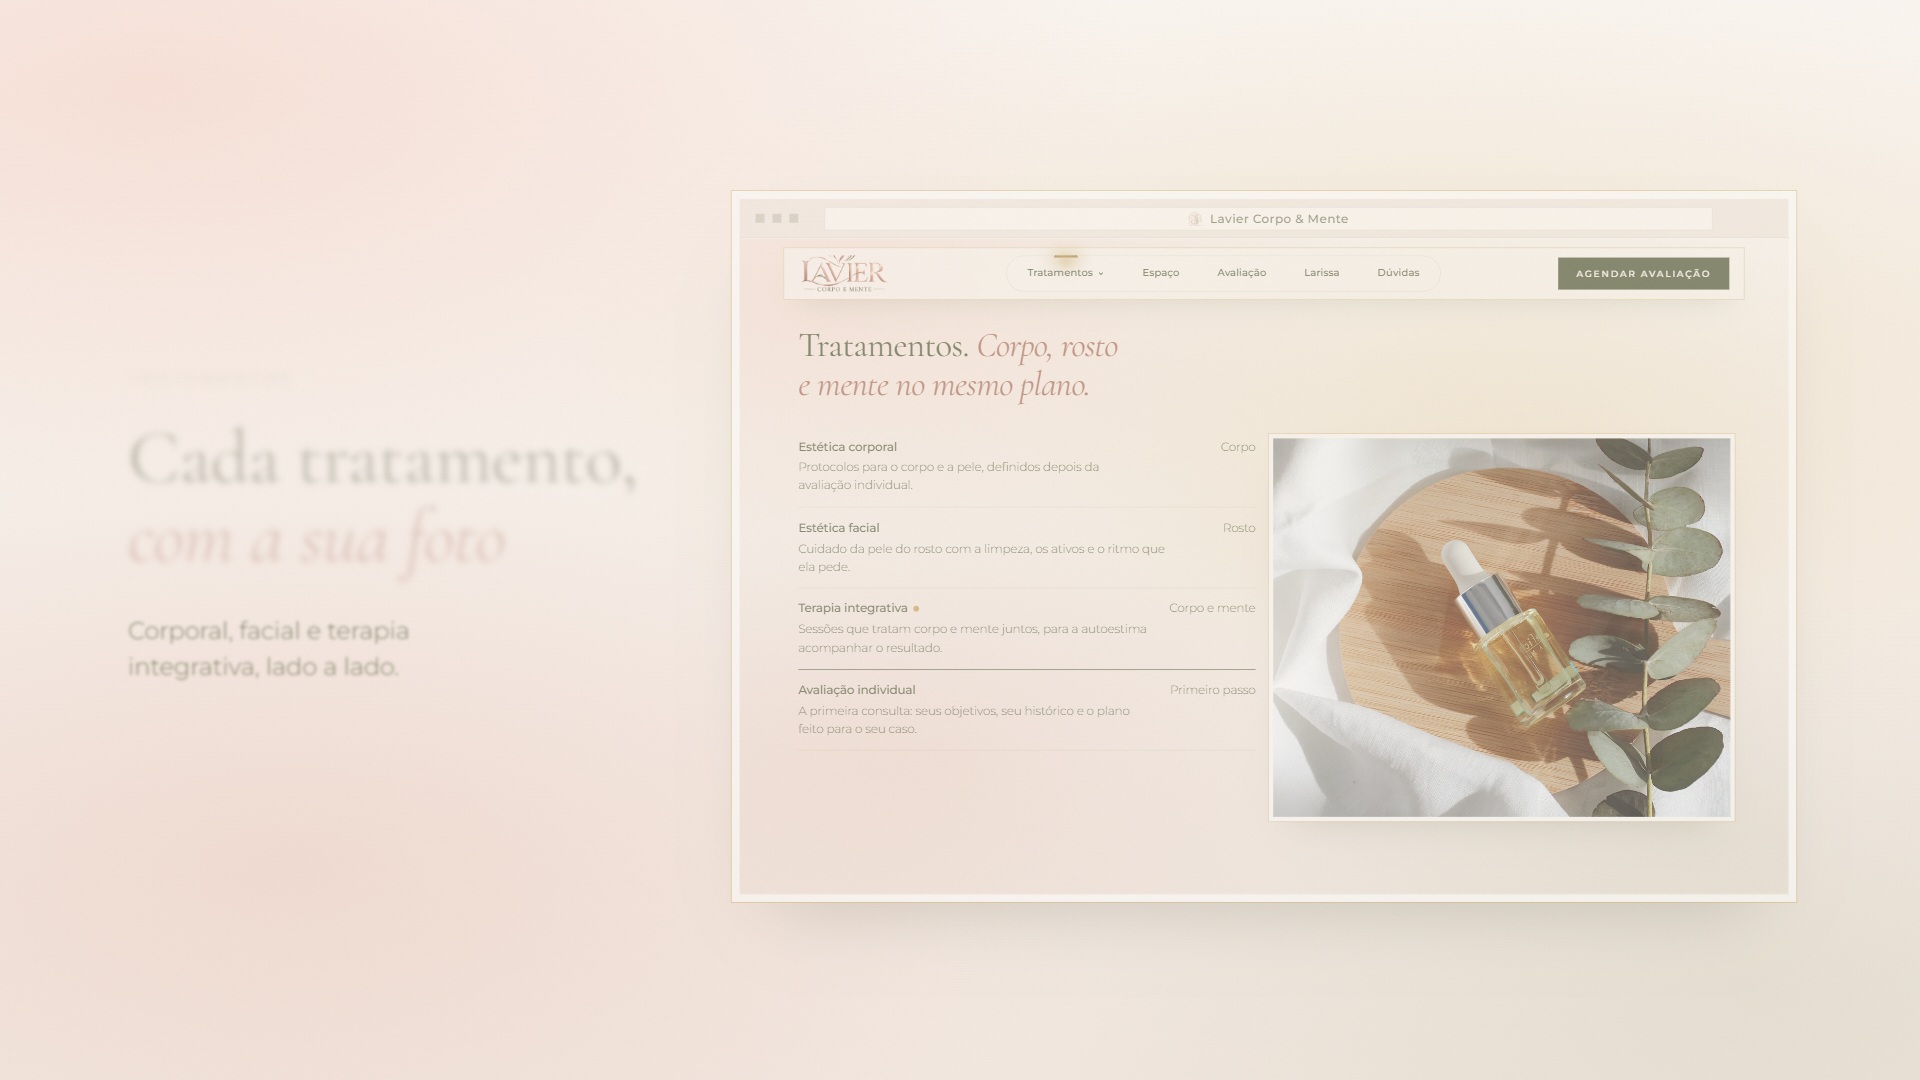 Cada tratamento,
com a sua foto
Corporal, facial e terapia
integrativa, lado a lado.
Lavier Corpo & Mente
LAVIER
CORPO E MENTE
Tratamentos
Espaço
Avaliação
Larissa
Dúvidas
AGENDAR AVALIAÇÃO
Tratamentos. Corpo, rosto
e mente no mesmo plano.
Estética corporal
Corpo
Protocolos para o corpo e a pele, definidos depois da
avaliação individual.
Estética facial
Rosto
Cuidado da pele do rosto com a limpeza, os ativos e o ritmo que
ela pede.
Terapia integrativa
Corpo e mente
Sessões que tratam corpo e mente juntos, para a autoestima
acompanhar o resultado.
Avaliação individual
Primeiro passo
A primeira consulta: seus objetivos, seu histórico e o plano
feito para o seu caso.